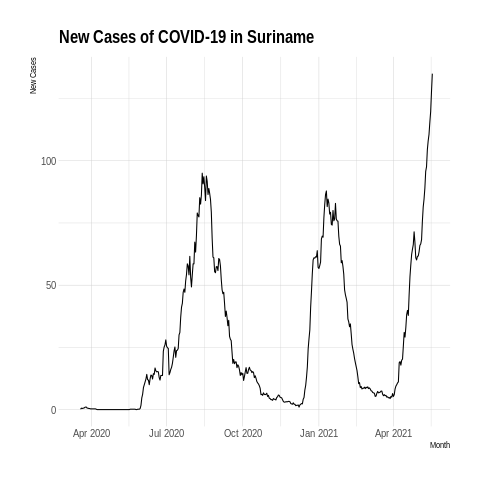 New Cases of COVID-19 in Suriname
New Cases
100
50
0
Apr 2020 Jul 2020 Oct 2020 Jan 2021 Apr 2021
Month